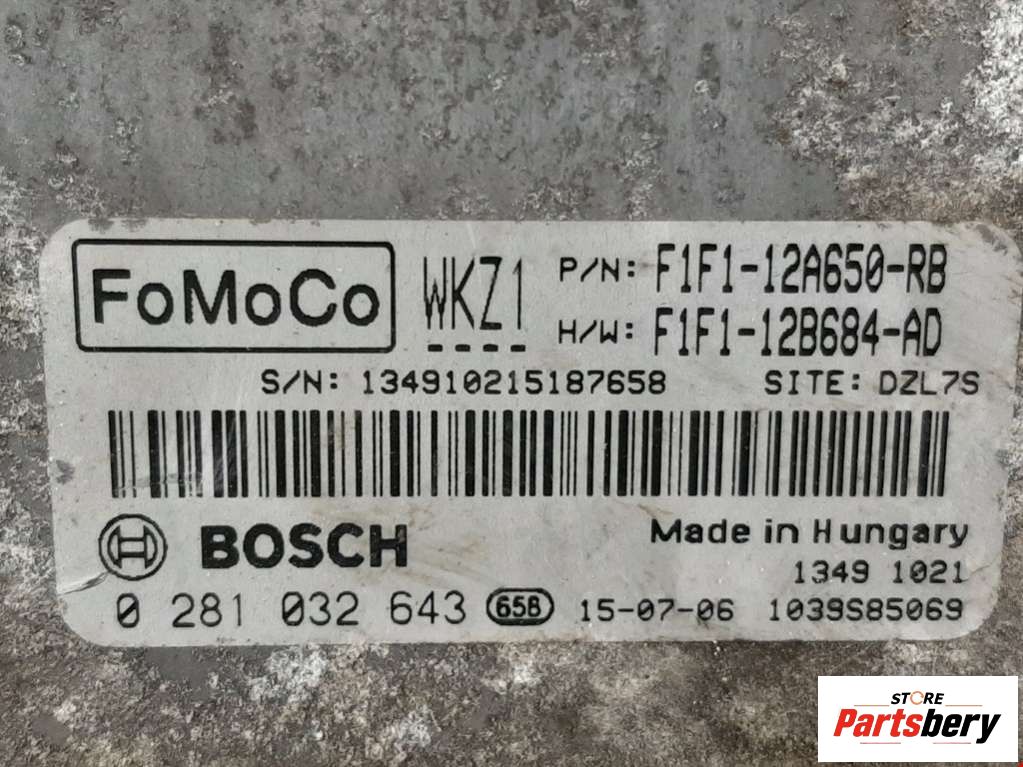 FoMoCo WKZ1 P/N: F1F1-12A650-RB
H/W: F1F1-12B684-AD
S/N: 134910215187658 SITE: DZL7S
BOSCH Made in Hungary
1349 1021
0 281 032 643 65B 15-07-06 1039S85069
STORE
Partsbery